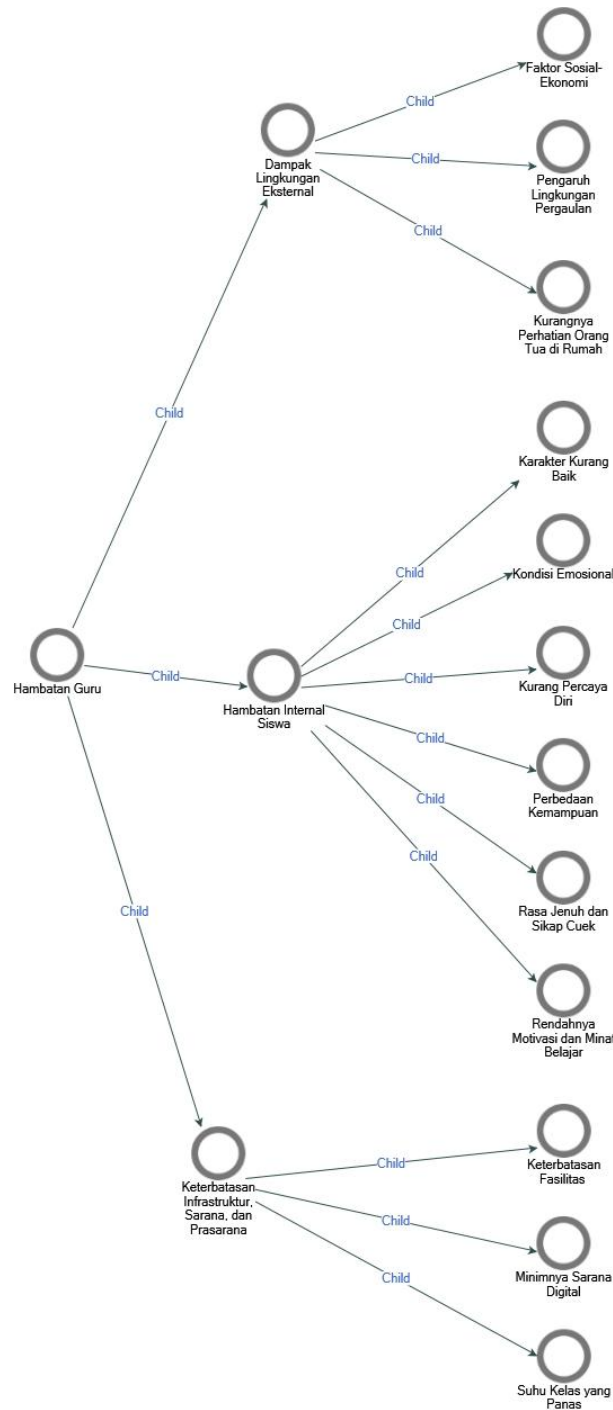 Faktor Sosial-
Ekonomi
Child
Dampak
Lingkungan
Eksternal
Child
Pengaruh
Lingkungan
Pergaulan
Child
Kurangnya
Perhatian Orang
Tua di Rumah
Child
Karakter Kurang
Baik
Child
Kondisi Emosional
Child
Hambatan Guru
Child
Hambatan Internal
Siswa
Child
Kurang Percaya
Diri
Child
Perbedaan
Kemampuan
Child
Rasa Jenuh dan
Sikap Cuek
Child
Rendahnya
Motivasi dan Minat
Belajar
Child
Keterbatasan
Infrastruktur,
Sarana, dan
Prasarana
Child
Keterbatasan
Fasilitas
Child
Minimnya Sarana
Digital
Child
Suhu Kelas yang
Panas